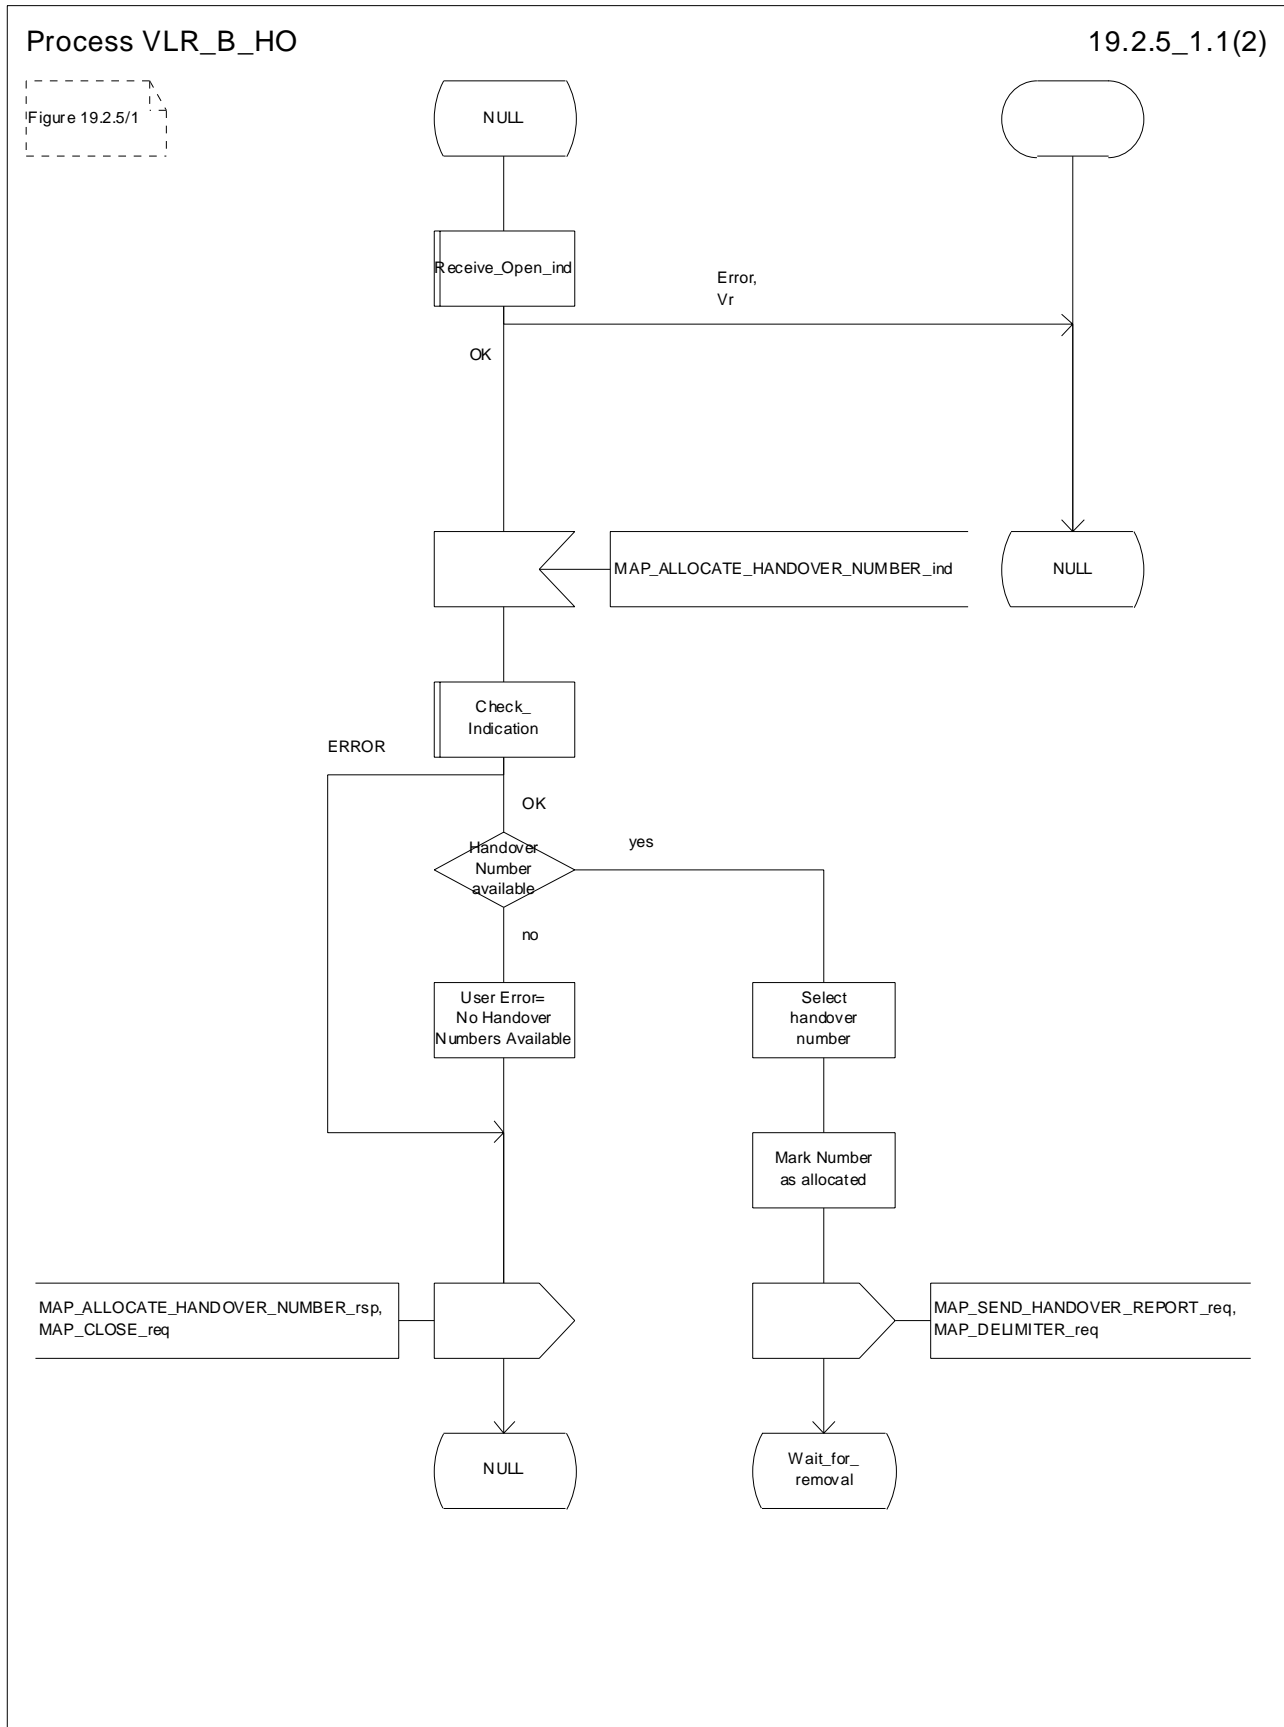 Process VLR_B_HO
19.2.5_1.1(2)
Figure 19.2.5/1
NULL
Receive_Open_ind
Error,
Vr
OK
MAP_ALLOCATE_HANDOVER_NUMBER_ind
NULL
Check_
Indication
ERROR
OK
Handover
Number
available
yes
no
User Error=
No Handover
Numbers Available
Select
handover
number
Mark Number
as allocated
MAP_ALLOCATE_HANDOVER_NUMBER_rsp,
MAP_CLOSE_req
MAP_SEND_HANDOVER_REPORT_req,
MAP_DELIMITER_req
NULL
Wait_for_
removal